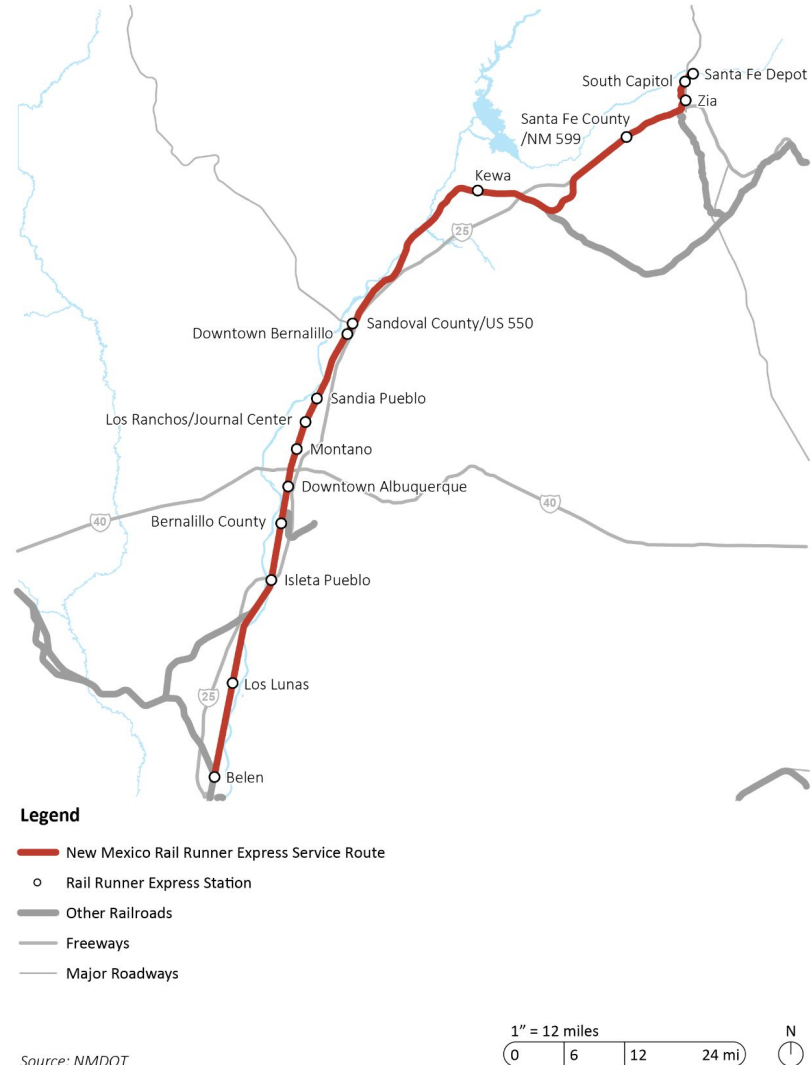 Santa Fe Depot
South Capitol
Zia
Santa Fe County
/NM 599
Kewa
25
Sandoval County/US 550
Downtown Bernalillo
Sandia Pueblo
Los Ranchos/Journal Center
Montano
Downtown Albuquerque
40
40
Bernalillo County
Isleta Pueblo
Los Lunas
25
Belen
Legend
New Mexico Rail Runner Express Service Route
Rail Runner Express Station
Other Railroads
Freeways
Major Roadways
1” = 12 miles
N
0 6 12 24 mi
Source: NMDOT